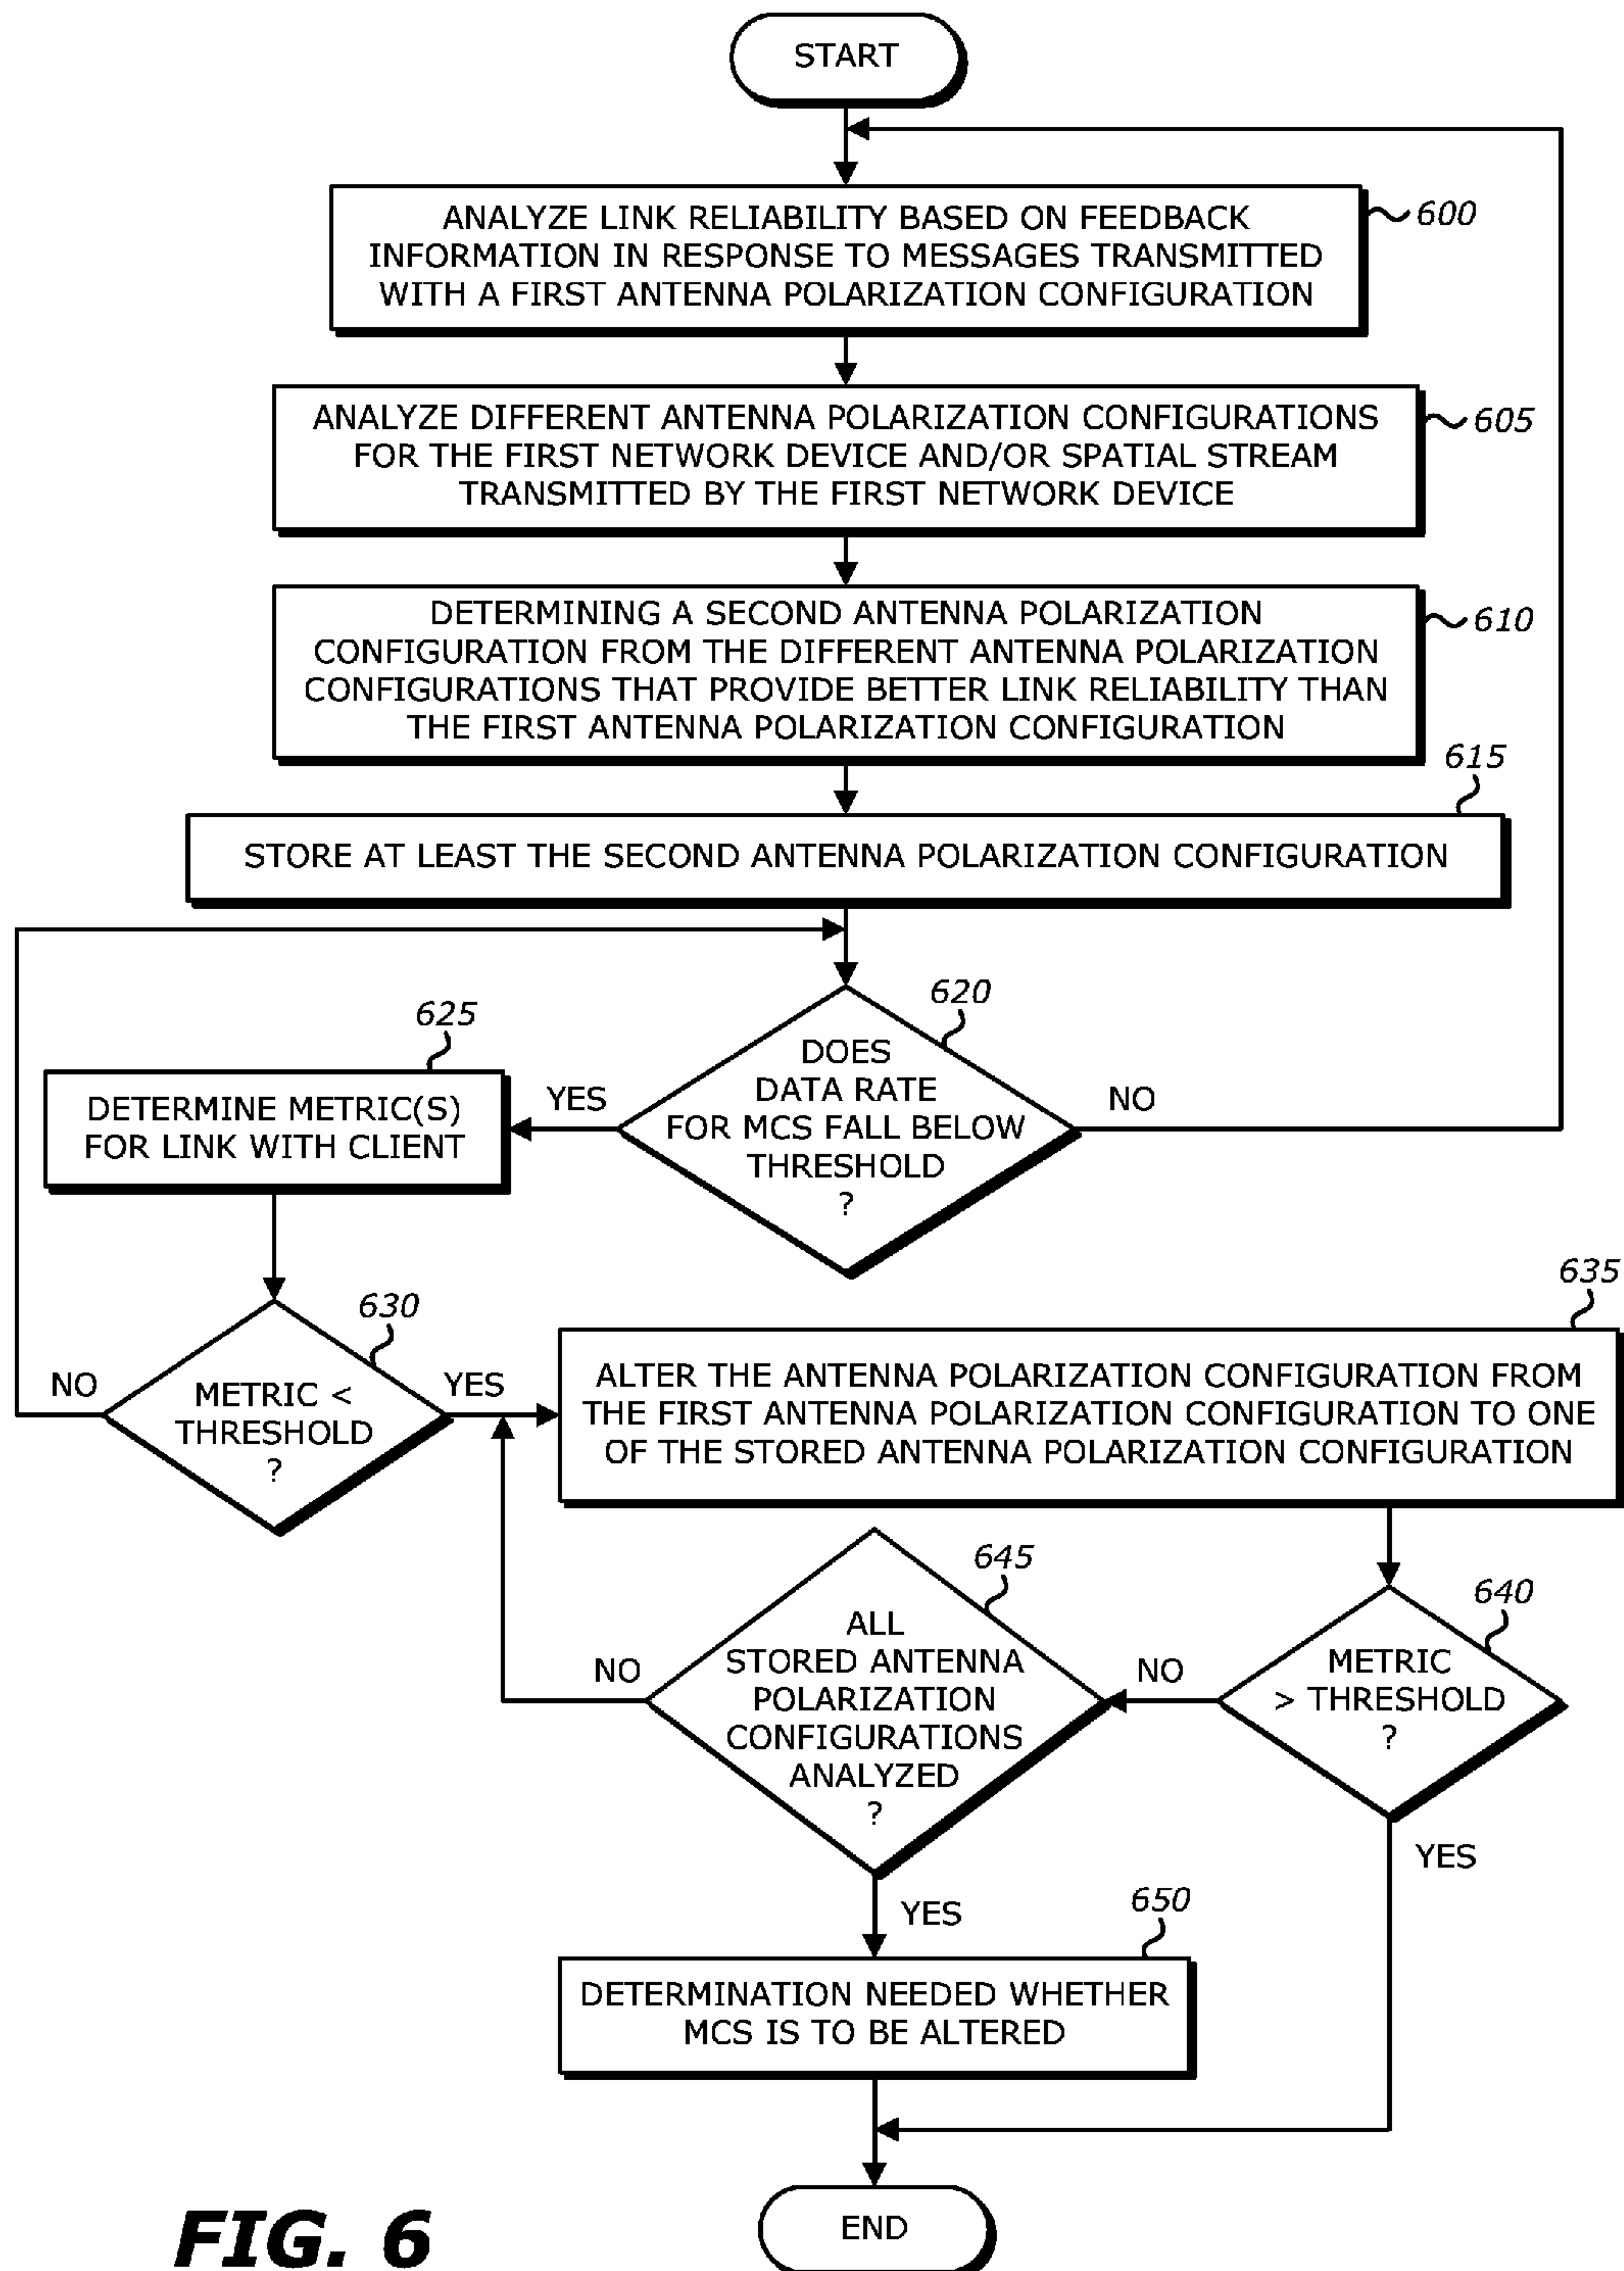 START
ANALYZE LINK RELIABILITY BASED ON FEEDBACK
INFORMATION IN RESPONSE TO MESSAGES TRANSMITTED
WITH A FIRST ANTENNA POLARIZATION CONFIGURATION
600
ANALYZE DIFFERENT ANTENNA POLARIZATION CONFIGURATIONS
FOR THE FIRST NETWORK DEVICE AND/OR SPATIAL STREAM
TRANSMITTED BY THE FIRST NETWORK DEVICE
605
DETERMINING A SECOND ANTENNA POLARIZATION
CONFIGURATION FROM THE DIFFERENT ANTENNA POLARIZATION
CONFIGURATIONS THAT PROVIDE BETTER LINK RELIABILITY THAN
THE FIRST ANTENNA POLARIZATION CONFIGURATION
610
615
STORE AT LEAST THE SECOND ANTENNA POLARIZATION CONFIGURATION
620
DOES
DATA RATE
FOR MCS FALL BELOW
THRESHOLD
?
YES
NO
625
DETERMINE METRIC(S)
FOR LINK WITH CLIENT
630
METRIC <
THRESHOLD
?
NO
YES
635
ALTER THE ANTENNA POLARIZATION CONFIGURATION FROM
THE FIRST ANTENNA POLARIZATION CONFIGURATION TO ONE
OF THE STORED ANTENNA POLARIZATION CONFIGURATION
640
METRIC
> THRESHOLD
?
NO
YES
645
ALL
STORED ANTENNA
POLARIZATION
CONFIGURATIONS
ANALYZED
?
NO
YES
650
DETERMINATION NEEDED WHETHER
MCS IS TO BE ALTERED
END
FIG. 6